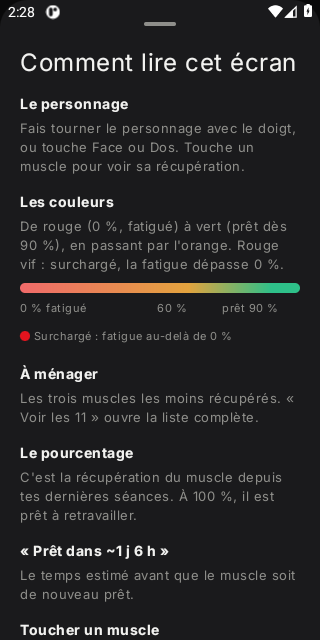 2:28
Comment lire cet écran
Le personnage
Fais tourner le personnage avec le doigt,
ou touche Face ou Dos. Touche un
muscle pour voir sa récupération.
Les couleurs
De rouge (0 %, fatigué) à vert (prêt dès
90 %), en passant par l'orange. Rouge
vif : surchargé, la fatigue dépasse 0 %.
0 % fatigué 60 % prêt 90 %
Surchargé : fatigue au-delà de 0 %
À ménager
Les trois muscles les moins récupérés. «
Voir les 11 » ouvre la liste complète.
Le pourcentage
C'est la récupération du muscle depuis
tes dernières séances. À 100 %, il est
prêt à retravailler.
« Prêt dans ~1 j 6 h »
Le temps estimé avant que le muscle soit
de nouveau prêt.
Toucher un muscle